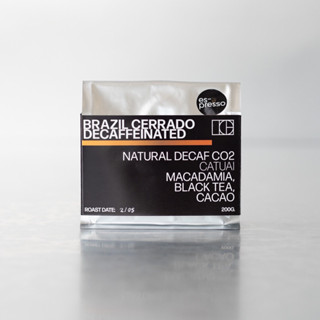 es-
presso
BRAZIL CERRADO
DECAFFEINATED
NATURAL DECAF CO2
CATUAI
MACADAMIA,
BLACK TEA,
CACAO
ROAST DATE:
200G.